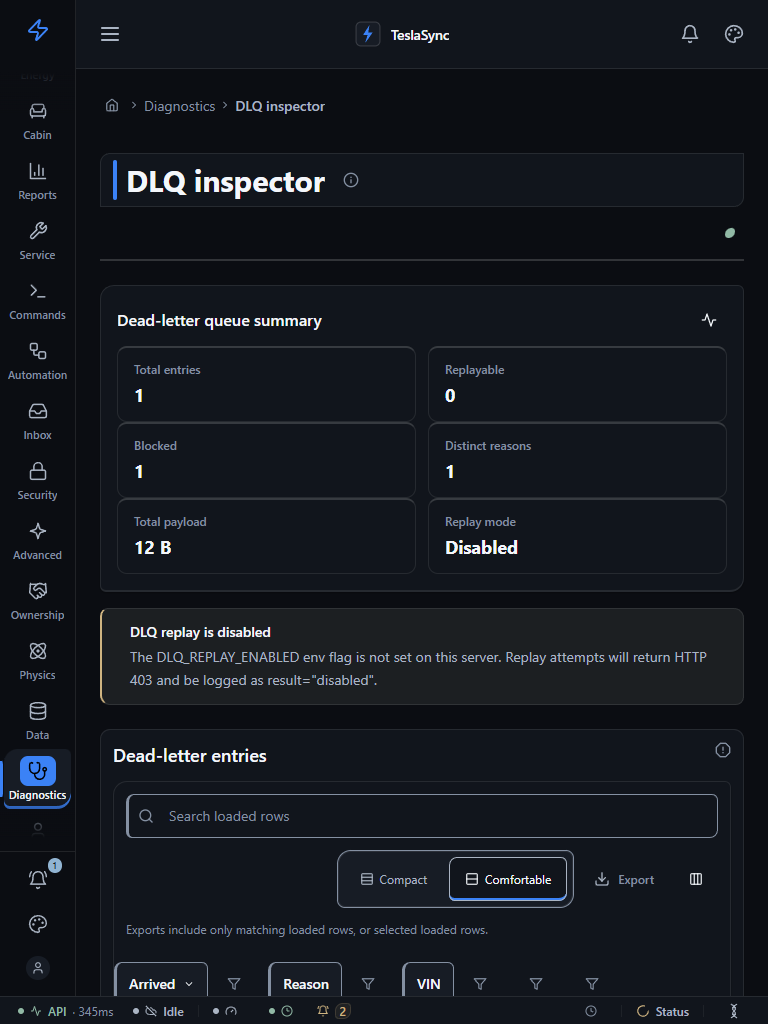 TeslaSync
Energy
Cabin
Reports
Service
Commands
Automation
Inbox
Security
Advanced
Ownership
Physics
Data
Diagnostics
1
Diagnostics
DLQ inspector
DLQ inspector
Dead-letter queue summary
Total entries
1
Replayable
0
Blocked
1
Distinct reasons
1
Total payload
12 B
Replay mode
Disabled
DLQ replay is disabled
The DLQ_REPLAY_ENABLED env flag is not set on this server. Replay attempts will return HTTP
403 and be logged as result="disabled".
Dead-letter entries
Search loaded rows
Compact
Comfortable
Export
Exports include only matching loaded rows, or selected loaded rows.
Arrived
Reason
VIN
API · 345ms
Idle
2
Status